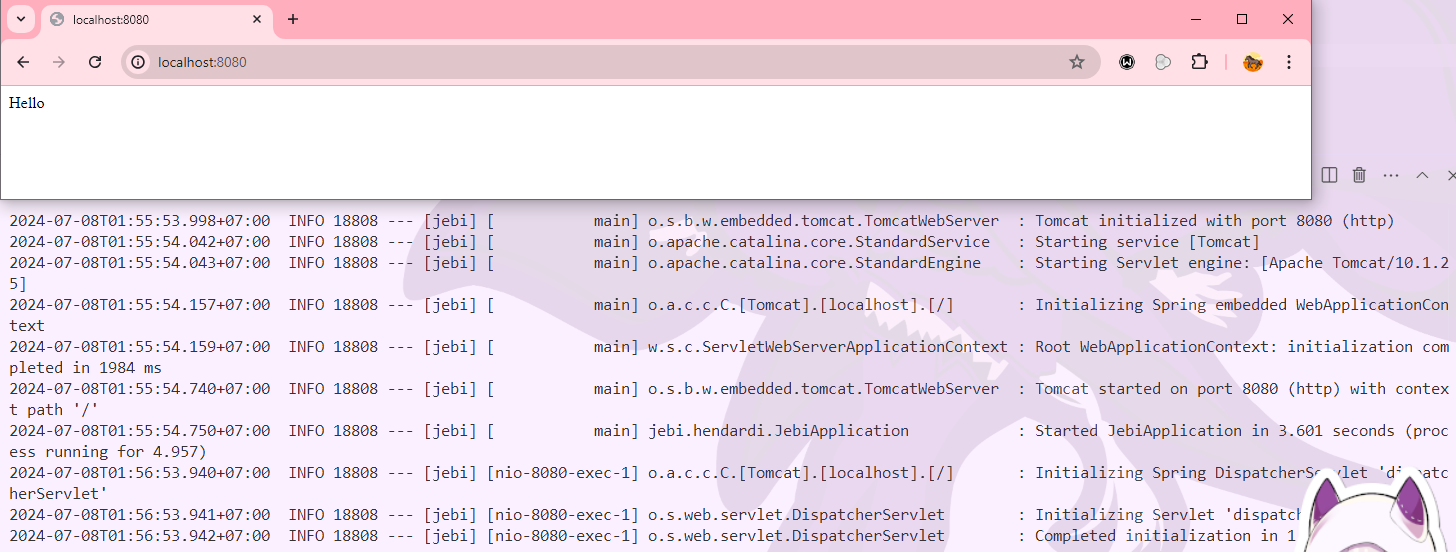 localhost:8080
localhost:8080
Hello
2024-07-08T01:55:53.998+07:00  INFO 18808 --- [jebi] [           main] o.s.b.w.embedded.tomcat.TomcatWebServer  : Tomcat initialized with port 8080 (http)
2024-07-08T01:55:54.042+07:00  INFO 18808 --- [jebi] [           main] o.apache.catalina.core.StandardService   : Starting service [Tomcat]
2024-07-08T01:55:54.043+07:00  INFO 18808 --- [jebi] [           main] o.apache.catalina.core.StandardEngine    : Starting Servlet engine: [Apache Tomcat/10.1.2
5]
2024-07-08T01:55:54.157+07:00  INFO 18808 --- [jebi] [           main] o.a.c.c.C.[Tomcat].[localhost].[/]       : Initializing Spring embedded WebApplicationCon
text
2024-07-08T01:55:54.159+07:00  INFO 18808 --- [jebi] [           main] w.s.c.ServletWebServerApplicationContext : Root WebApplicationContext: initialization com
pleted in 1984 ms
2024-07-08T01:55:54.740+07:00  INFO 18808 --- [jebi] [           main] o.s.b.w.embedded.tomcat.TomcatWebServer  : Tomcat started on port 8080 (http) with contex
t path '/'
2024-07-08T01:55:54.750+07:00  INFO 18808 --- [jebi] [           main] jebi.hendardi.JebiApplication            : Started JebiApplication in 3.601 seconds (proc
ess running for 4.957)
2024-07-08T01:56:53.940+07:00  INFO 18808 --- [jebi] [nio-8080-exec-1] o.a.c.c.C.[Tomcat].[localhost].[/]       : Initializing Spring DispatcherServlet 'dispatc
herServlet'
2024-07-08T01:56:53.941+07:00  INFO 18808 --- [jebi] [nio-8080-exec-1] o.s.web.servlet.DispatcherServlet        : Initializing Servlet 'dispatch
2024-07-08T01:56:53.942+07:00  INFO 18808 --- [jebi] [nio-8080-exec-1] o.s.web.servlet.DispatcherServlet        : Completed initialization in 1